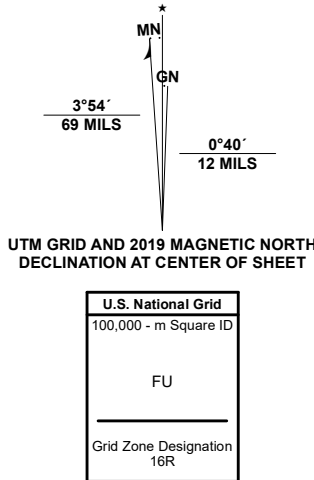 ★
MN
GN
3°54´
69 MILS
0°40´
12 MILS
UTM GRID AND 2019 MAGNETIC NORTH
DECLINATION AT CENTER OF SHEET
U.S. National Grid
100,000 - m Square ID
FU
Grid Zone Designation
16R